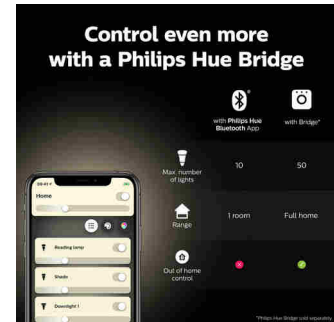 Control even more
with a Philips Hue Bridge
with Philips Hue
Bluetooth App
with Bridge*
Max. number
of lights
10
50
Range
1 room
Full home
Out of home
control
Home
Reading lamp
Shade
Downlight 1
*Philips Hue Bridge sold separately